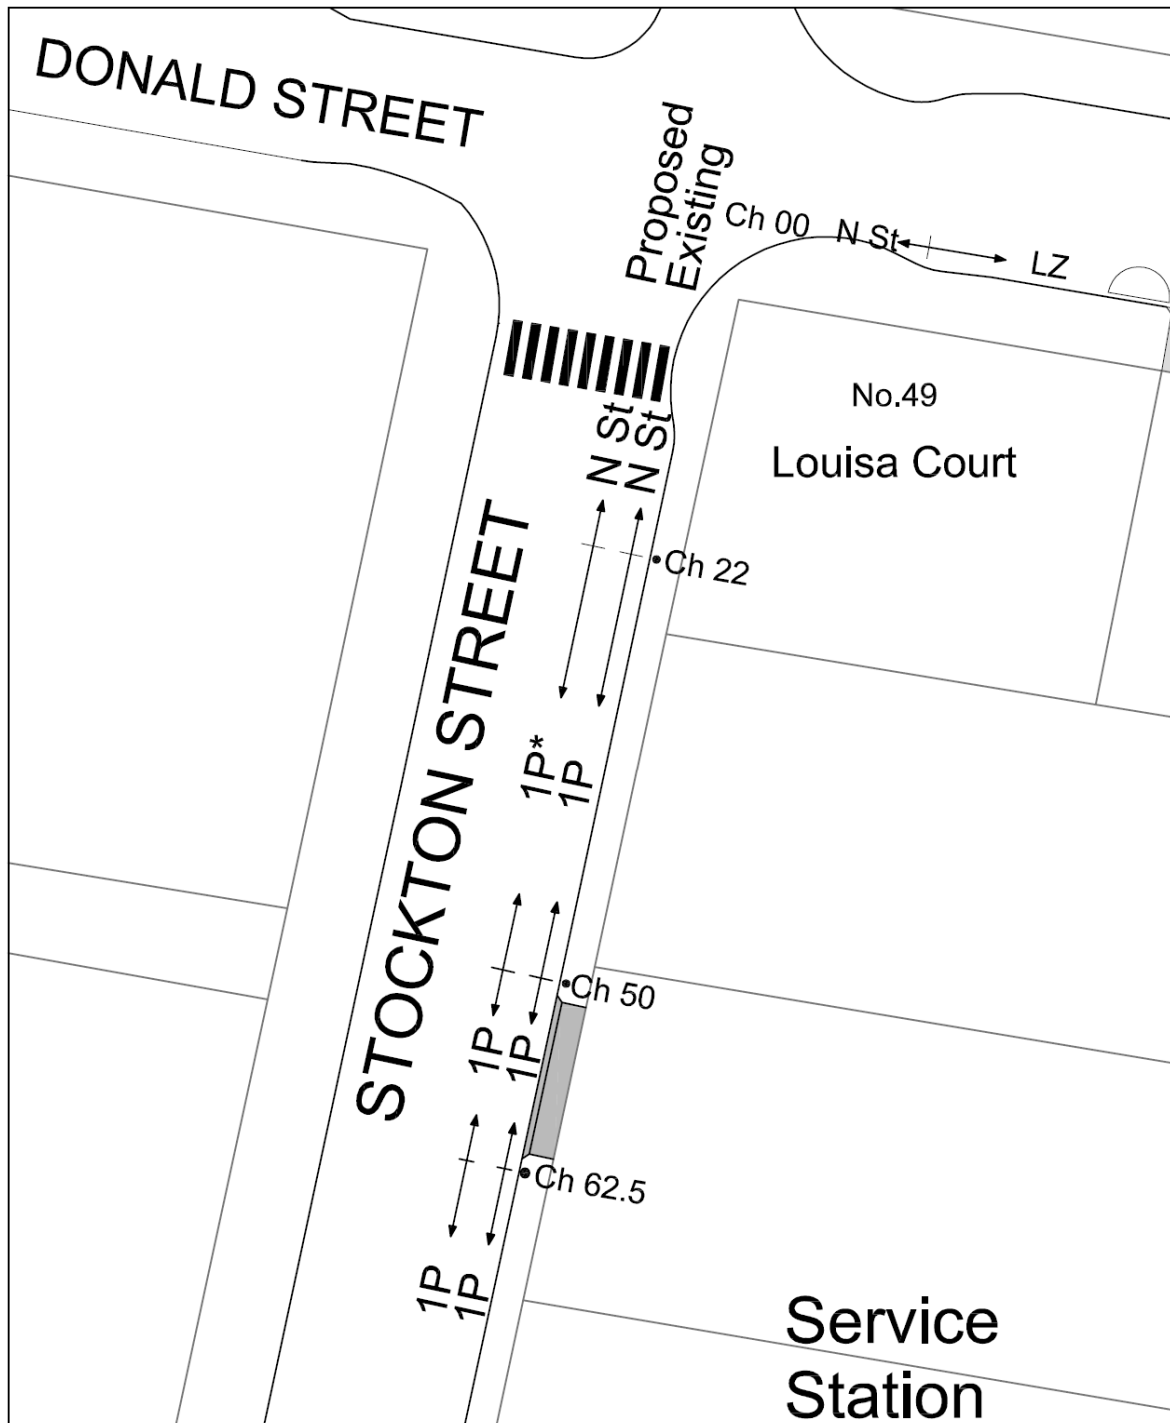 DONALD STREET
Proposed
Existing
Ch 00
N St
LZ
No.49
Louisa Court
N St
N St
Ch 22
STOCKTON STREET
1P*
1P
Ch 50
1P
1P
Ch 62.5
1P
1P
Service
Station